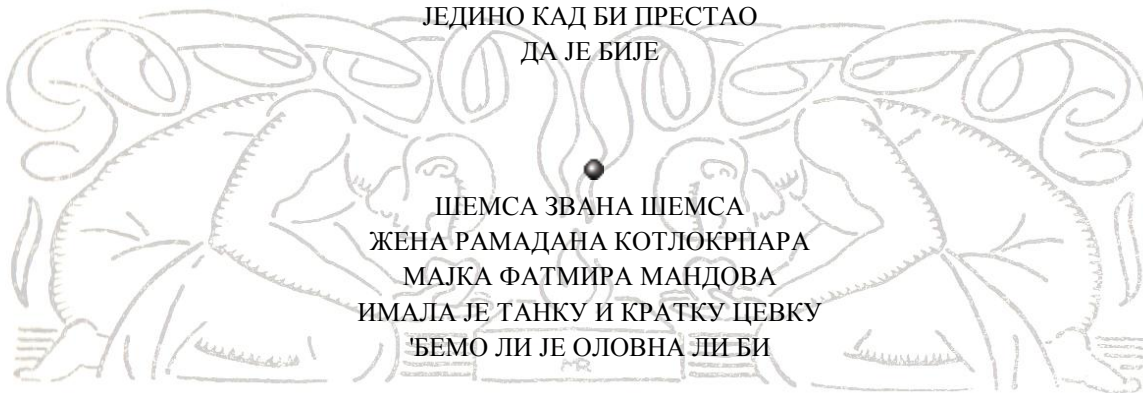 ЈЕДИНО КАД БИ ПРЕСТАО
ДА ЈЕ БИЈЕ
ШЕМСА ЗВАНА ШЕМСА
ЖЕНА РАМАДАНА КОТЛОКРПАРА
МАЈКА ФАТМИРА МАНДОВА
ИМАЛА ЈЕ ТАНКУ И КРАТКУ ЦЕВКУ
'БЕМО ЛИ ЈЕ ОЛОВНА ЛИ БИ
MR